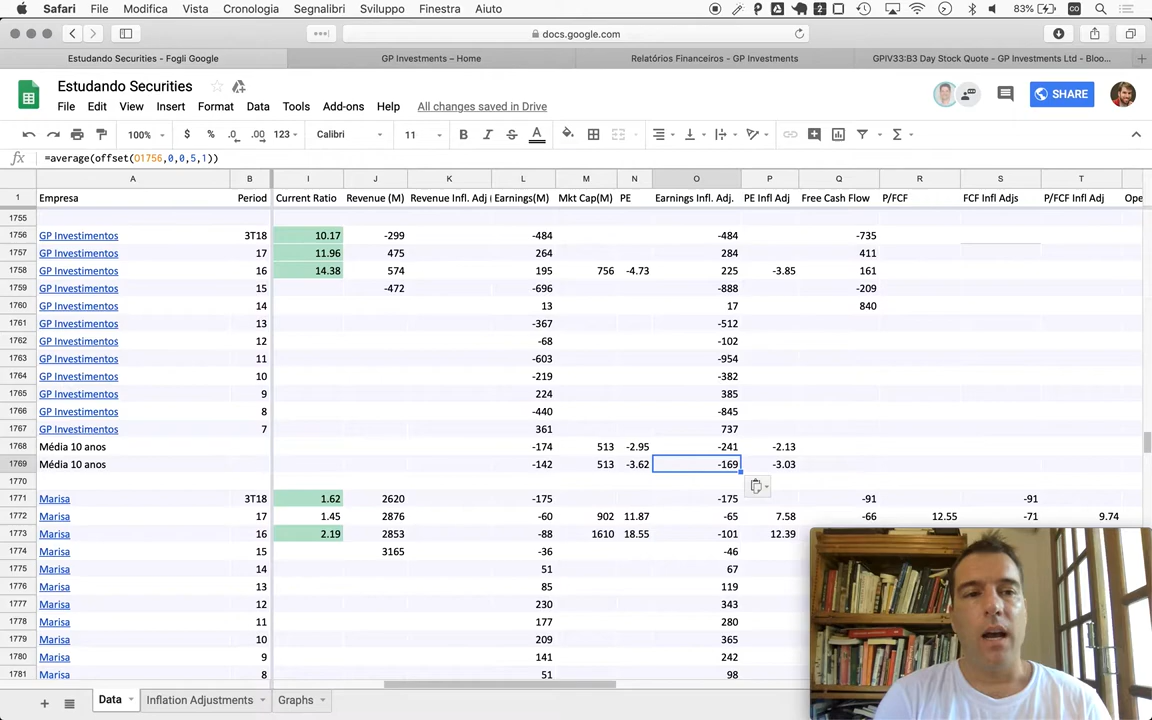 Safari File Modifica Vista Cronologia Segnalibri Sviluppo Finestra Aiuto 2 83%
docs.google.com
Estudando Securities - Fogli Google GP Investments – Home Relatórios Financeiros - GP Investments GPIV33:B3 Day Stock Quote - GP Investments Ltd - Bloo...
Estudando Securities
File Edit View Insert Format Data Tools Add-ons Help All changes saved in Drive SHARE
100% $ % .0 .00 123 Calibri 11 B I S A Σ
fx =average(offset(O1756,0,0,5,1))
A B I J K L M N O P Q R S T
1 Empresa Period Current Ratio Revenue (M) Revenue Infl. Adj Earnings(M) Mkt Cap(M) PE Earnings Infl. Adj. PE Infl Adj Free Cash Flow P/FCF FCF Infl Adjs P/FCF Infl Adj Ope
1755
1756 GP Investimentos 3T18 10.17 -299 -484 -484 -735
1757 GP Investimentos 17 11.96 475 264 284 411
1758 GP Investimentos 16 14.38 574 195 756 -4.73 225 -3.85 161
1759 GP Investimentos 15 -472 -696 -888 -209
1760 GP Investimentos 14 13 17 840
1761 GP Investimentos 13 -367 -512
1762 GP Investimentos 12 -68 -102
1763 GP Investimentos 11 -603 -954
1764 GP Investimentos 10 -219 -382
1765 GP Investimentos 9 224 385
1766 GP Investimentos 8 -440 -845
1767 GP Investimentos 7 361 737
1768 Média 10 anos -174 513 -2.95 -241 -2.13
1769 Média 10 anos -142 513 -3.62 -169 -3.03
1770
1771 Marisa 3T18 1.62 2620 -175 -175 -91 -91
1772 Marisa 17 1.45 2876 -60 902 11.87 -65 7.58 -66 12.55 -71 9.74
1773 Marisa 16 2.19 2853 -88 1610 18.55 -101 12.39
1774 Marisa 15 3165 -36 -46
1775 Marisa 14 51 67
1776 Marisa 13 85 119
1777 Marisa 12 230 343
1778 Marisa 11 177 280
1779 Marisa 10 209 365
1780 Marisa 9 141 242
1781 Marisa 8 51 98
Data Inflation Adjustments Graphs